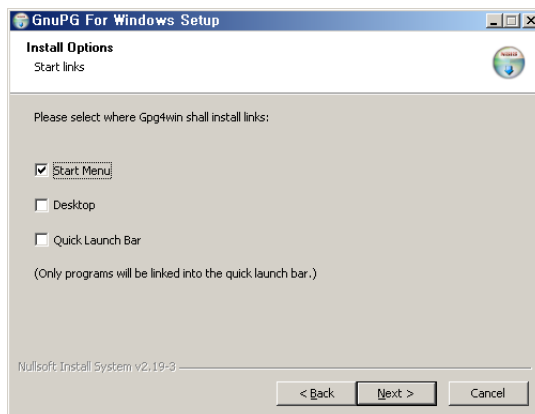 GnuPG For Windows Setup
Install Options
Start links
Please select where Gpg4win shall install links:
Start Menu
Desktop
Quick Launch Bar
(Only programs will be linked into the quick launch bar.)
Nullsoft Install System v2.19-3
< Back Next > Cancel